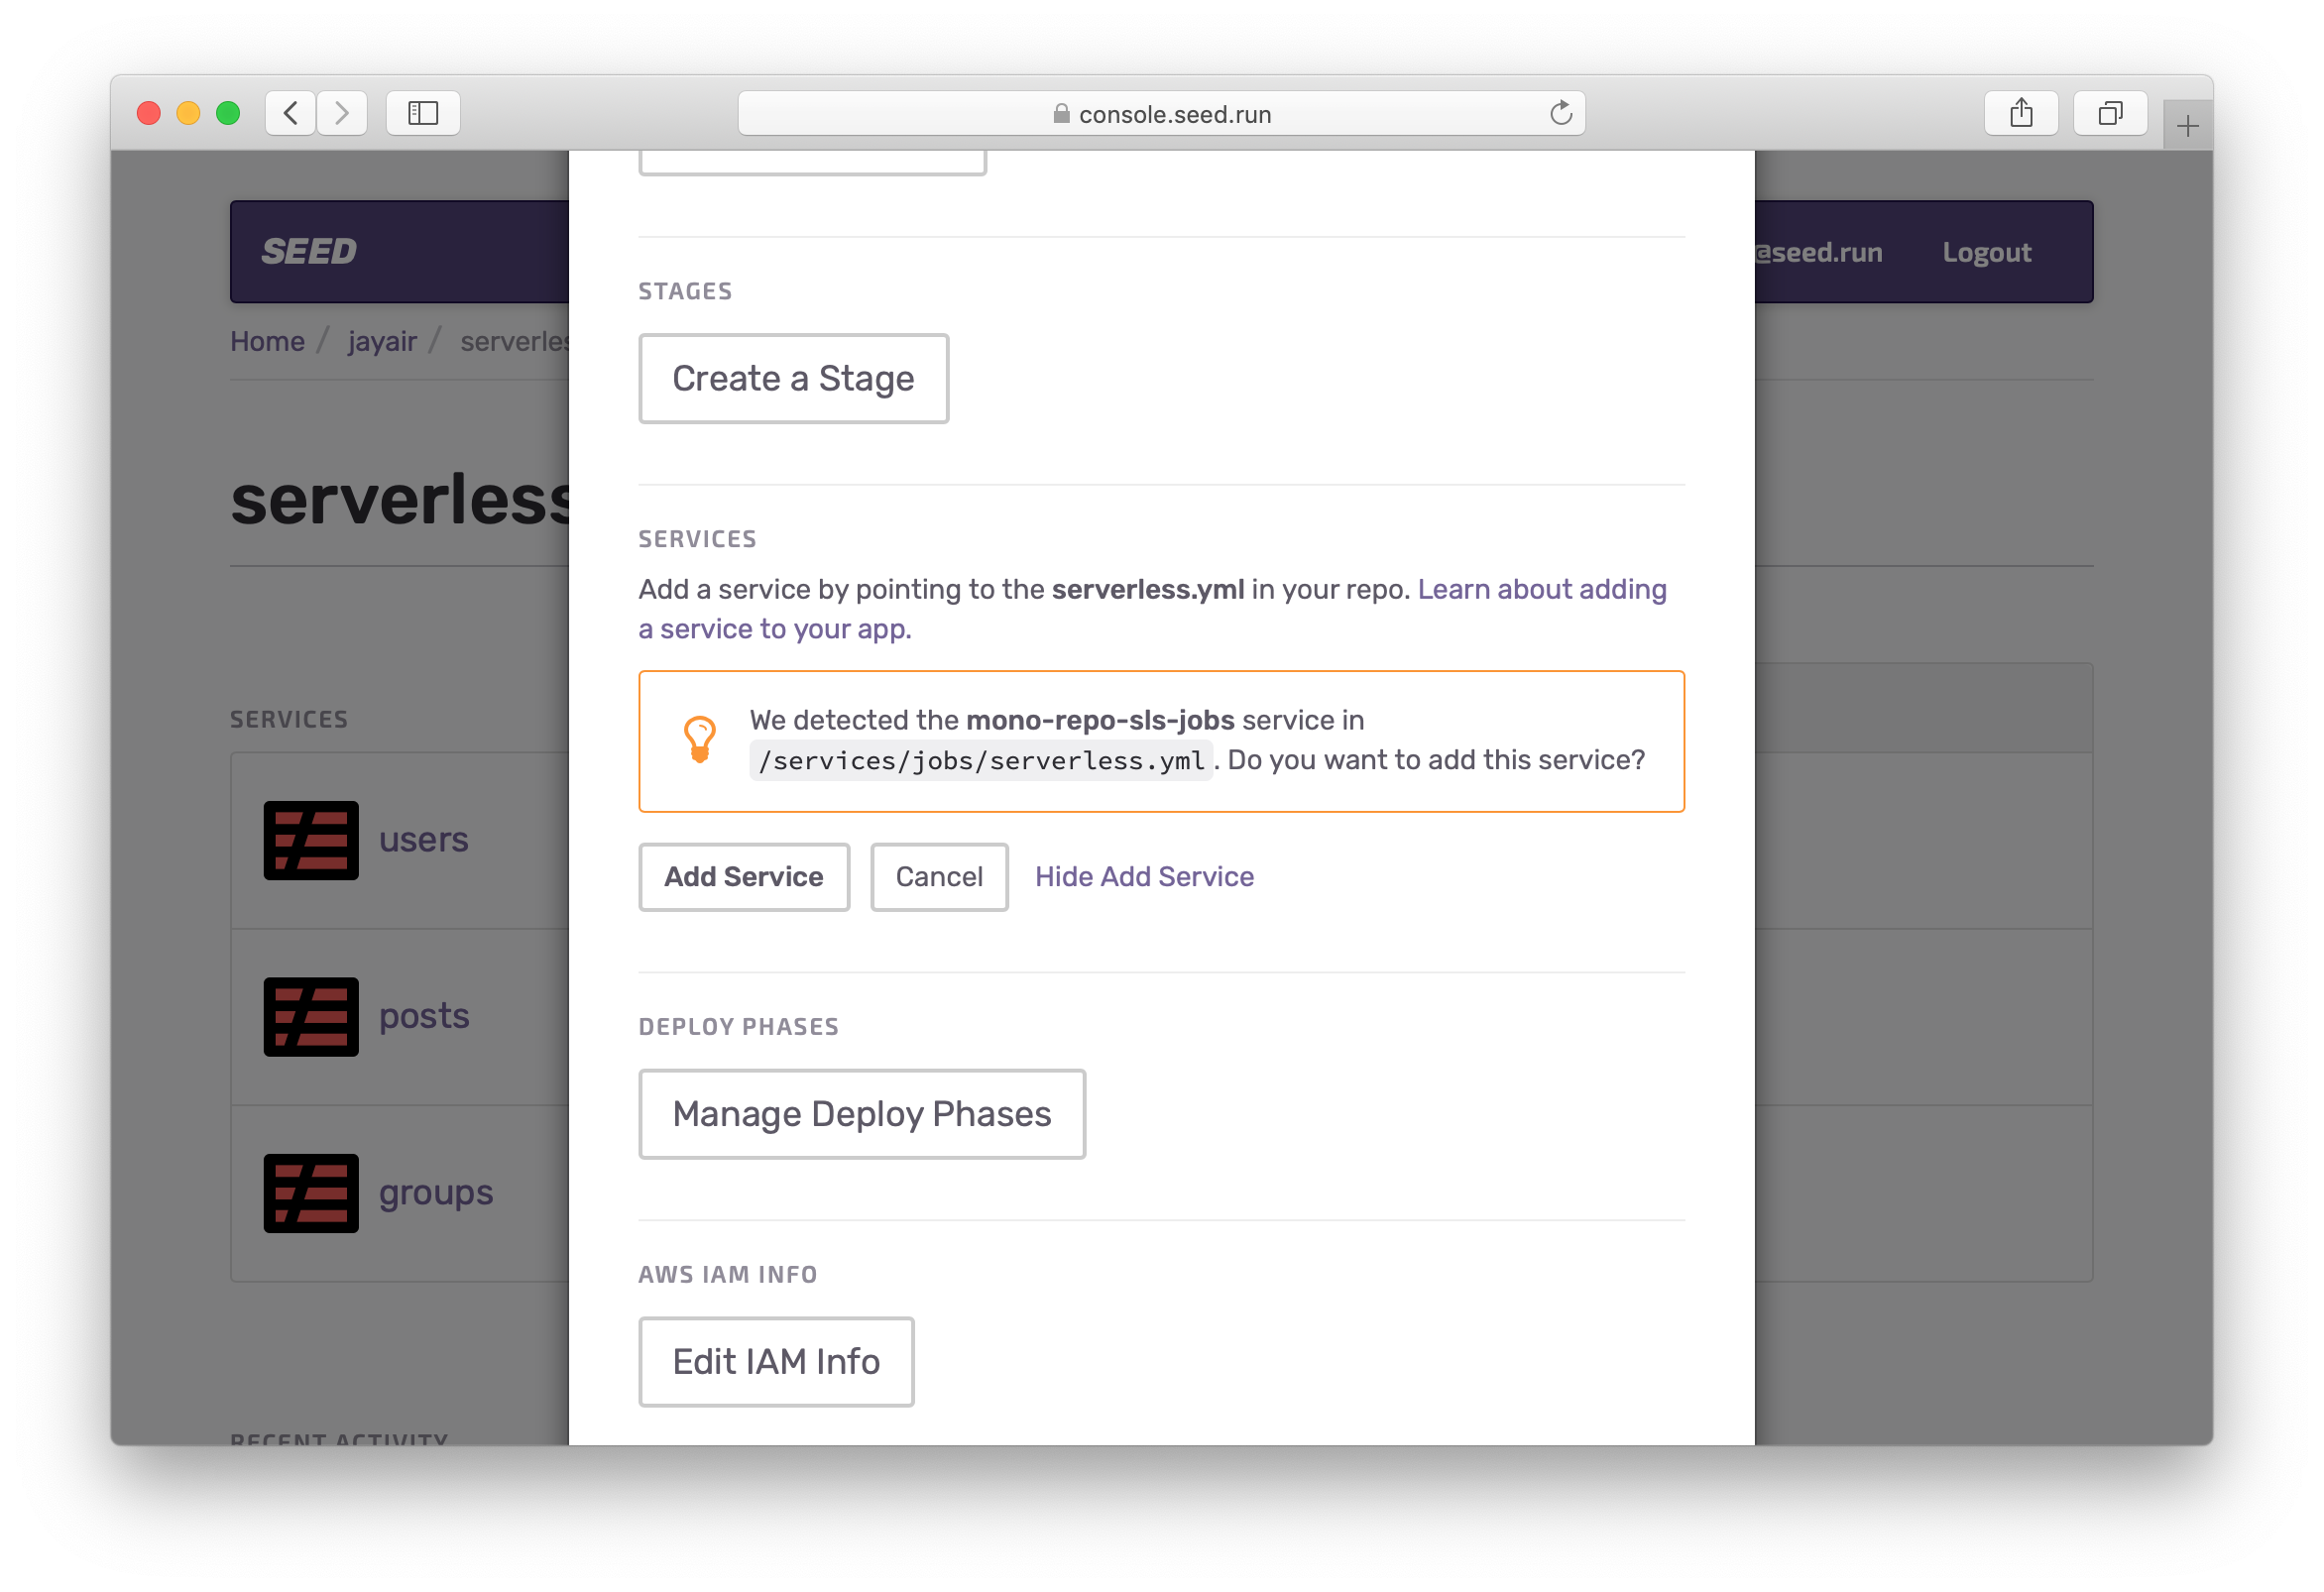 console.seed.run
SEED
@seed.run
Logout
Home / jayair /
serverless
SERVICES
users
posts
groups
RECENT ACTIVITY
STAGES
Create a Stage
SERVICES
Add a service by pointing to the serverless.yml in your repo. Learn about adding
a service to your app.
We detected the mono-repo-sls-jobs service in
/services/jobs/serverless.yml. Do you want to add this service?
Add Service
Cancel
Hide Add Service
DEPLOY PHASES
Manage Deploy Phases
AWS IAM INFO
Edit IAM Info